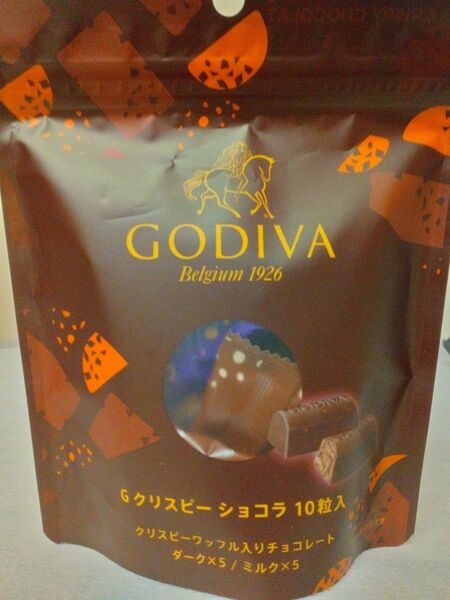 GODIVA
Belgium 1926
G クリスピー ショコラ 10粒入
クリスピーワッフル入りチョコレート
ダーク×5 / ミルク×5